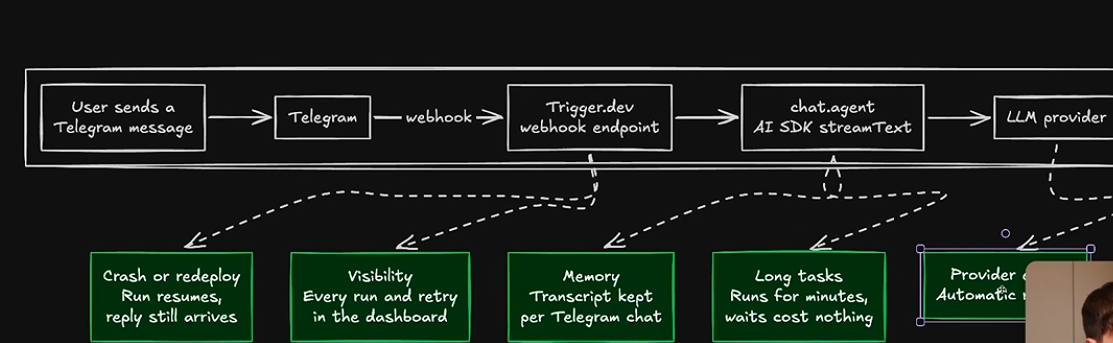 User sends a
Telegram message
Telegram
webhook
Trigger.dev
webhook endpoint
chat.agent
AI SDK streamText
LLM provider
Crash or redeploy
Run resumes,
reply still arrives
Visibility
Every run and retry
in the dashboard
Memory
Transcript kept
per Telegram chat
Long tasks
Runs for minutes,
waits cost nothing
Provider
Automatic